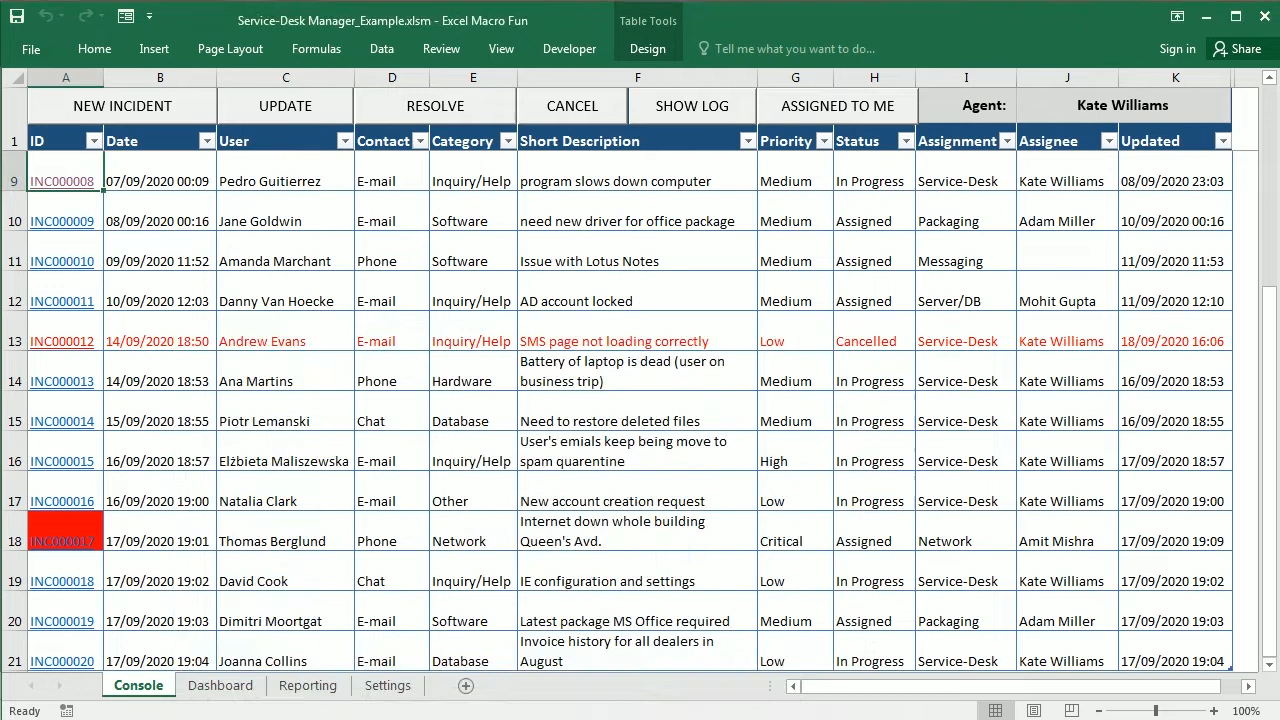 Service-Desk Manager_Example.xlsm - Excel Macro Fun
Table Tools
File Home Insert Page Layout Formulas Data Review View Developer Design Tell me what you want to do... Sign in Share
A B C D E F G H I J K
NEW INCIDENT UPDATE RESOLVE CANCEL SHOW LOG ASSIGNED TO ME Agent: Kate Williams
1 ID Date User Contact Category Short Description Priority Status Assignment Assignee Updated
9 INC000008 07/09/2020 00:09 Pedro Guitierrez E-mail Inquiry/Help program slows down computer Medium In Progress Service-Desk Kate Williams 08/09/2020 23:03
10 INC000009 08/09/2020 00:16 Jane Goldwin E-mail Software need new driver for office package Medium Assigned Packaging Adam Miller 10/09/2020 00:16
11 INC000010 09/09/2020 11:52 Amanda Marchant Phone Software Issue with Lotus Notes Medium Assigned Messaging 11/09/2020 11:53
12 INC000011 10/09/2020 12:03 Danny Van Hoecke E-mail Inquiry/Help AD account locked Medium Assigned Server/DB Mohit Gupta 11/09/2020 12:10
13 INC000012 14/09/2020 18:50 Andrew Evans E-mail Inquiry/Help SMS page not loading correctly Low Cancelled Service-Desk Kate Williams 18/09/2020 16:06
Battery of laptop is dead (user on
14 INC000013 14/09/2020 18:53 Ana Martins Phone Hardware business trip) Medium In Progress Service-Desk Kate Williams 16/09/2020 18:53
15 INC000014 15/09/2020 18:55 Piotr Lemanski Chat Database Need to restore deleted files Medium In Progress Service-Desk Kate Williams 16/09/2020 18:55
User's emials keep being move to
16 INC000015 16/09/2020 18:57 Elżbieta Maliszewska E-mail Inquiry/Help spam quarentine High In Progress Service-Desk Kate Williams 17/09/2020 18:57
17 INC000016 16/09/2020 19:00 Natalia Clark E-mail Other New account creation request Low In Progress Service-Desk Kate Williams 17/09/2020 19:00
Internet down whole building
18 INC000017 17/09/2020 19:01 Thomas Berglund Phone Network Queen's Avd. Critical Assigned Network Amit Mishra 17/09/2020 19:09
19 INC000018 17/09/2020 19:02 David Cook Chat Inquiry/Help IE configuration and settings Low In Progress Service-Desk Kate Williams 17/09/2020 19:02
20 INC000019 17/09/2020 19:03 Dimitri Moortgat E-mail Software Latest package MS Office required Medium Assigned Packaging Adam Miller 17/09/2020 19:03
Invoice history for all dealers in
21 INC000020 17/09/2020 19:04 Joanna Collins E-mail Database August Low In Progress Service-Desk Kate Williams 17/09/2020 19:04
Console Dashboard Reporting Settings
Ready 100%